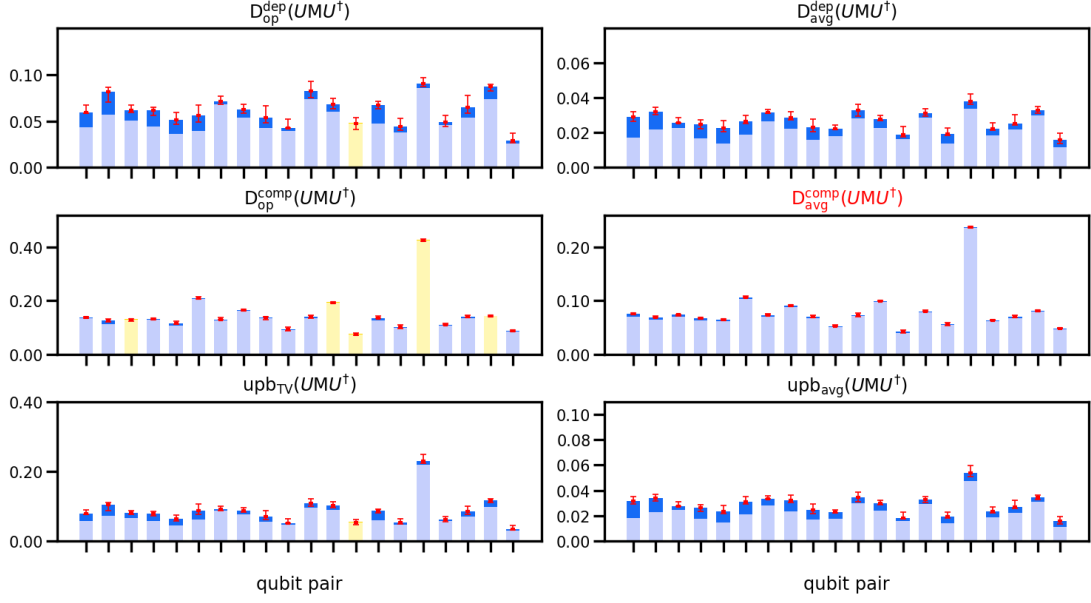 D_op^dep(UMU†)
D_avg^dep(UMU†)
0.10
0.05
0.00
0.06
0.04
0.02
0.00
D_op^comp(UMU†)
D_avg^comp(UMU†)
0.40
0.20
0.00
0.20
0.10
0.00
upb_TV(UMU†)
upb_avg(UMU†)
0.40
0.20
0.00
0.10
0.08
0.06
0.04
0.02
0.00
qubit pair
qubit pair